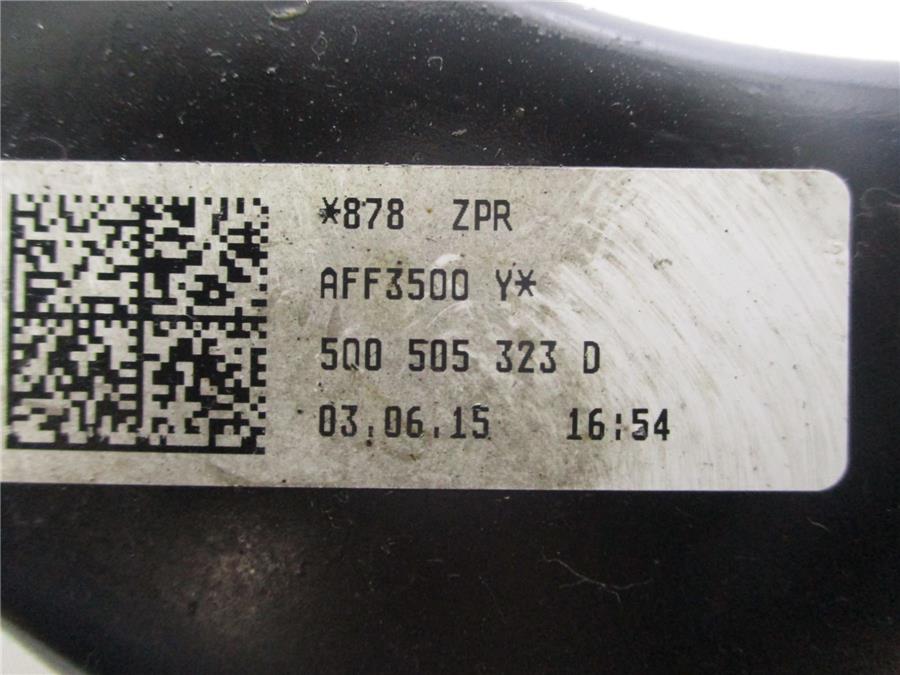 *878 ZPR
AFF3500 Y*
5Q0 505 323 D
03.06.15 16:54